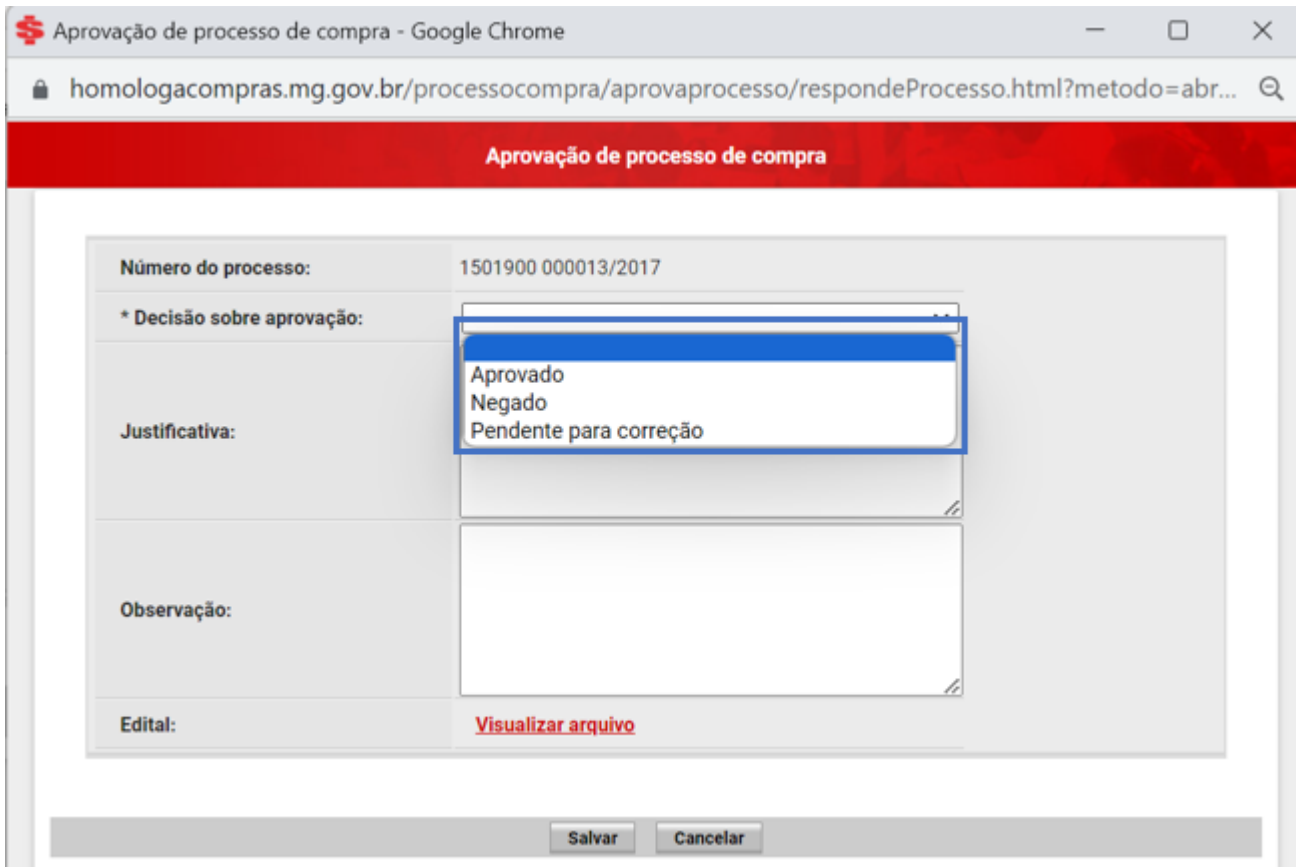 Aprovação de processo de compra - Google Chrome
homologacompras.mg.gov.br/processocompra/aprovaprocesso/respondeProcesso.html?metodo=abr...
Aprovação de processo de compra
Número do processo: 1501900 000013/2017
* Decisão sobre aprovação:
Aprovado
Negado
Pendente para correção
Justificativa:
Observação:
Edital: Visualizar arquivo
Salvar Cancelar